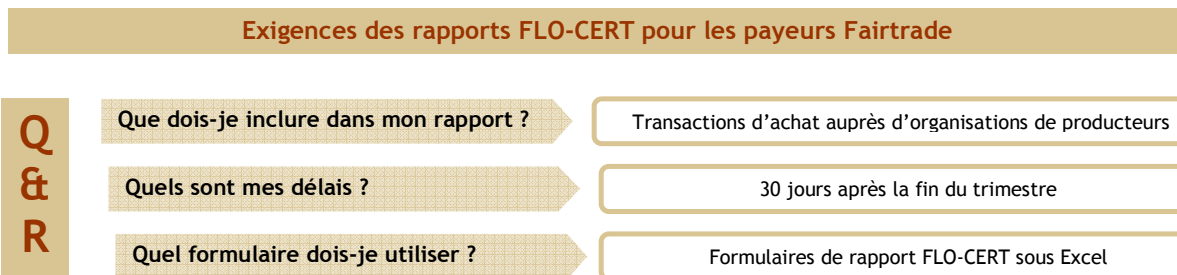 Exigences des rapports FLO-CERT pour les payeurs Fairtrade
Q
&
R
Que dois-je inclure dans mon rapport ?
Transactions d’achat auprès d’organisations de producteurs
Quels sont mes délais ?
30 jours après la fin du trimestre
Quel formulaire dois-je utiliser ?
Formulaires de rapport FLO-CERT sous Excel